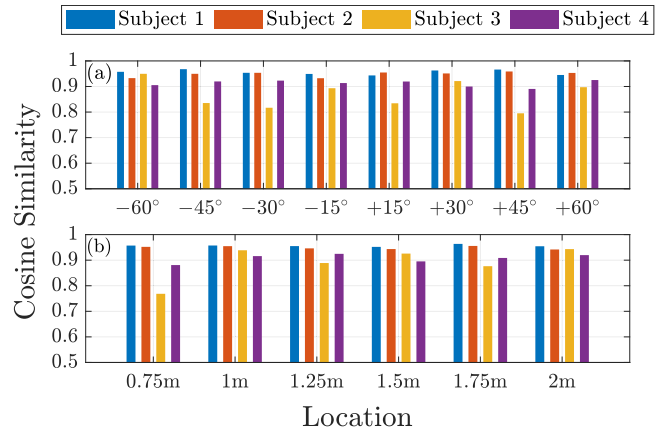 Subject 1 Subject 2 Subject 3 Subject 4
Cosine Similarity
(a)
1
0.9
0.8
0.7
0.6
0.5
−60° −45° −30° −15° +15° +30° +45° +60°
(b)
1
0.9
0.8
0.7
0.6
0.5
0.75m 1m 1.25m 1.5m 1.75m 2m
Location